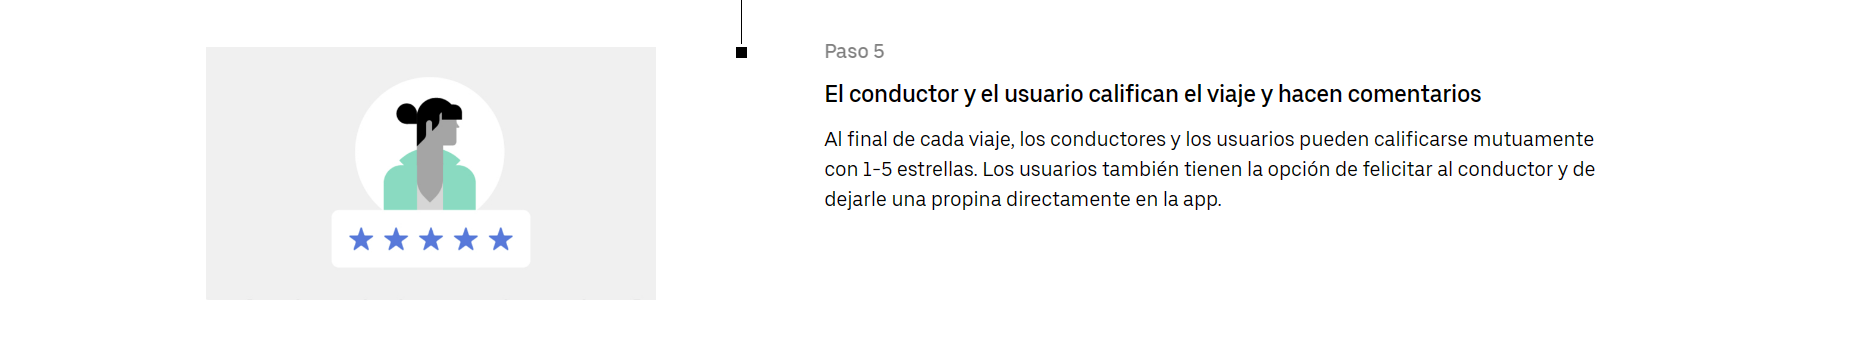 Paso 5
El conductor y el usuario califican el viaje y hacen comentarios
Al final de cada viaje, los conductores y los usuarios pueden calificarse mutuamente
con 1-5 estrellas. Los usuarios también tienen la opción de felicitar al conductor y de
dejarle una propina directamente en la app.